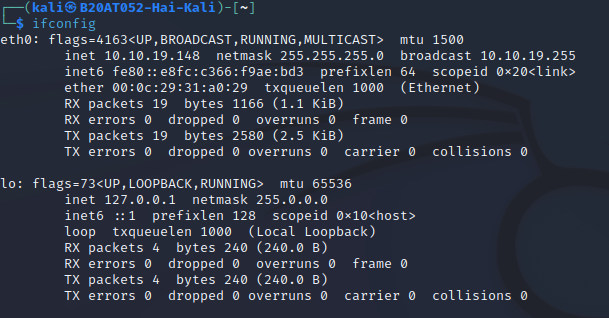 ┌──(kali㉿B20AT052-Hai-Kali)-[~]
└─$ ifconfig
eth0: flags=4163<UP,BROADCAST,RUNNING,MULTICAST>  mtu 1500
        inet 10.10.19.148  netmask 255.255.255.0  broadcast 10.10.19.255
        inet6 fe80::e8fc:c366:f9ae:bd3  prefixlen 64  scopeid 0×20<link>
        ether 00:0c:29:31:a0:29  txqueuelen 1000  (Ethernet)
        RX packets 19  bytes 1166 (1.1 KiB)
        RX errors 0  dropped 0  overruns 0  frame 0
        TX packets 19  bytes 2580 (2.5 KiB)
        TX errors 0  dropped 0 overruns 0  carrier 0  collisions 0

lo: flags=73<UP,LOOPBACK,RUNNING>  mtu 65536
        inet 127.0.0.1  netmask 255.0.0.0
        inet6 ::1  prefixlen 128  scopeid 0×10<host>
        loop  txqueuelen 1000  (Local Loopback)
        RX packets 4  bytes 240 (240.0 B)
        RX errors 0  dropped 0  overruns 0  frame 0
        TX packets 4  bytes 240 (240.0 B)
        TX errors 0  dropped 0 overruns 0  carrier 0  collisions 0